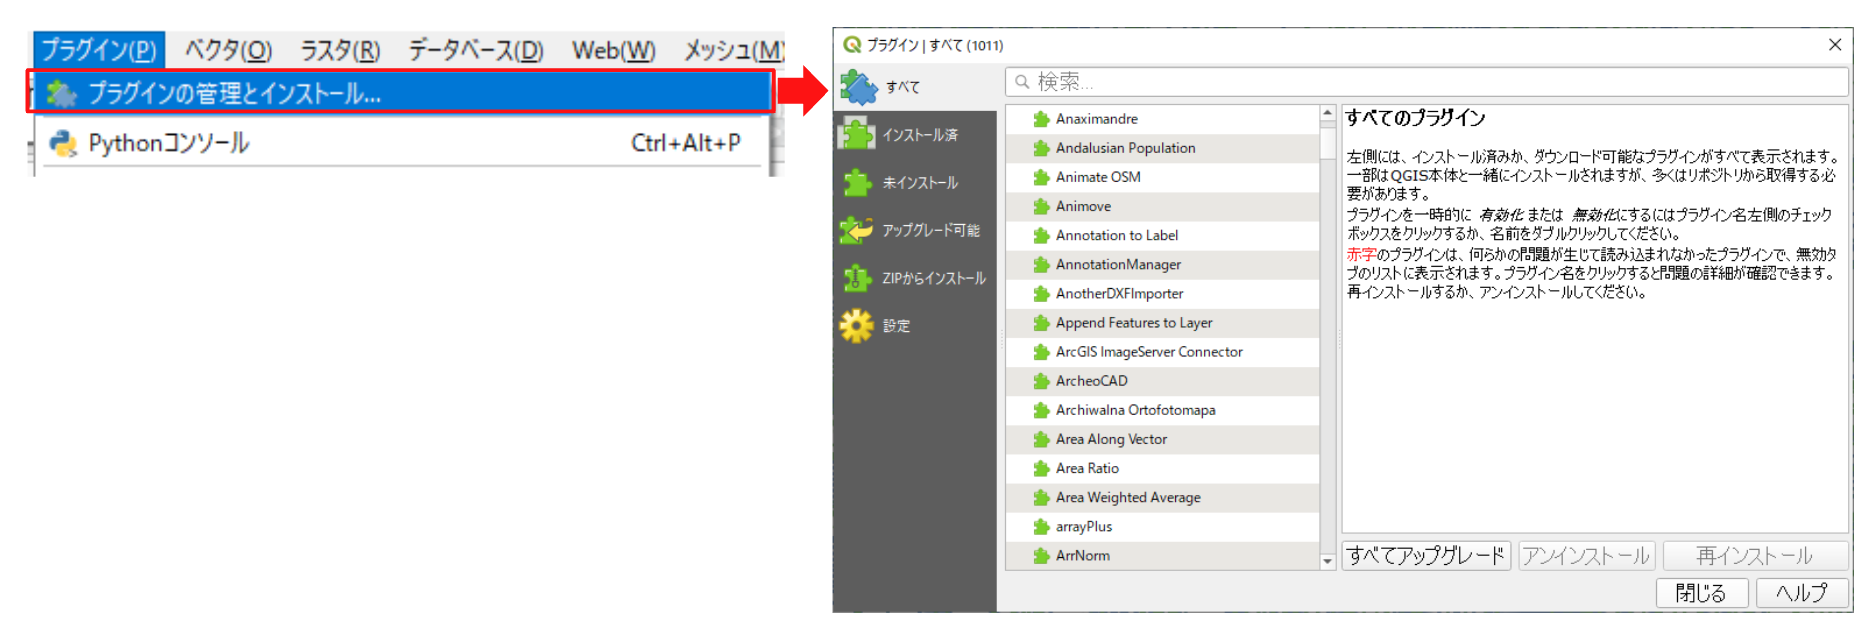 プラグイン(P) ベクタ(O) ラスタ(R) データベース(D) Web(W) メッシュ(M)
プラグインの管理とインストール...
Pythonコンソール Ctrl+Alt+P
プラグイン | すべて (1011)
すべて
インストール済
未インストール
アップグレード可能
ZIPからインストール
設定
検索...
Anaximandre
Andalusian Population
Animate OSM
Animove
Annotation to Label
AnnotationManager
AnotherDXFImporter
Append Features to Layer
ArcGIS ImageServer Connector
ArcheoCAD
Archiwalna Ortofotomapa
Area Along Vector
Area Ratio
Area Weighted Average
arrayPlus
ArrNorm
すべてのプラグイン
左側には、インストール済みか、ダウンロード可能なプラグインがすべて表示されます。
一部はQGIS本体と一緒にインストールされますが、多くはリポジトリから取得する必
要があります。
プラグインを一時的に 有効化 または 無効化にするにはプラグイン名左側のチェック
ボックスをクリックするか、名前をダブルクリックしてください。
赤字のプラグインは、何らかの問題が生じて読み込まれなかったプラグインで、無効タ
ブのリストに表示されます。プラグイン名をクリックすると問題の詳細が確認できます。
再インストールするか、アンインストールしてください。
すべてアップグレード アンインストール 再インストール
閉じる ヘルプ